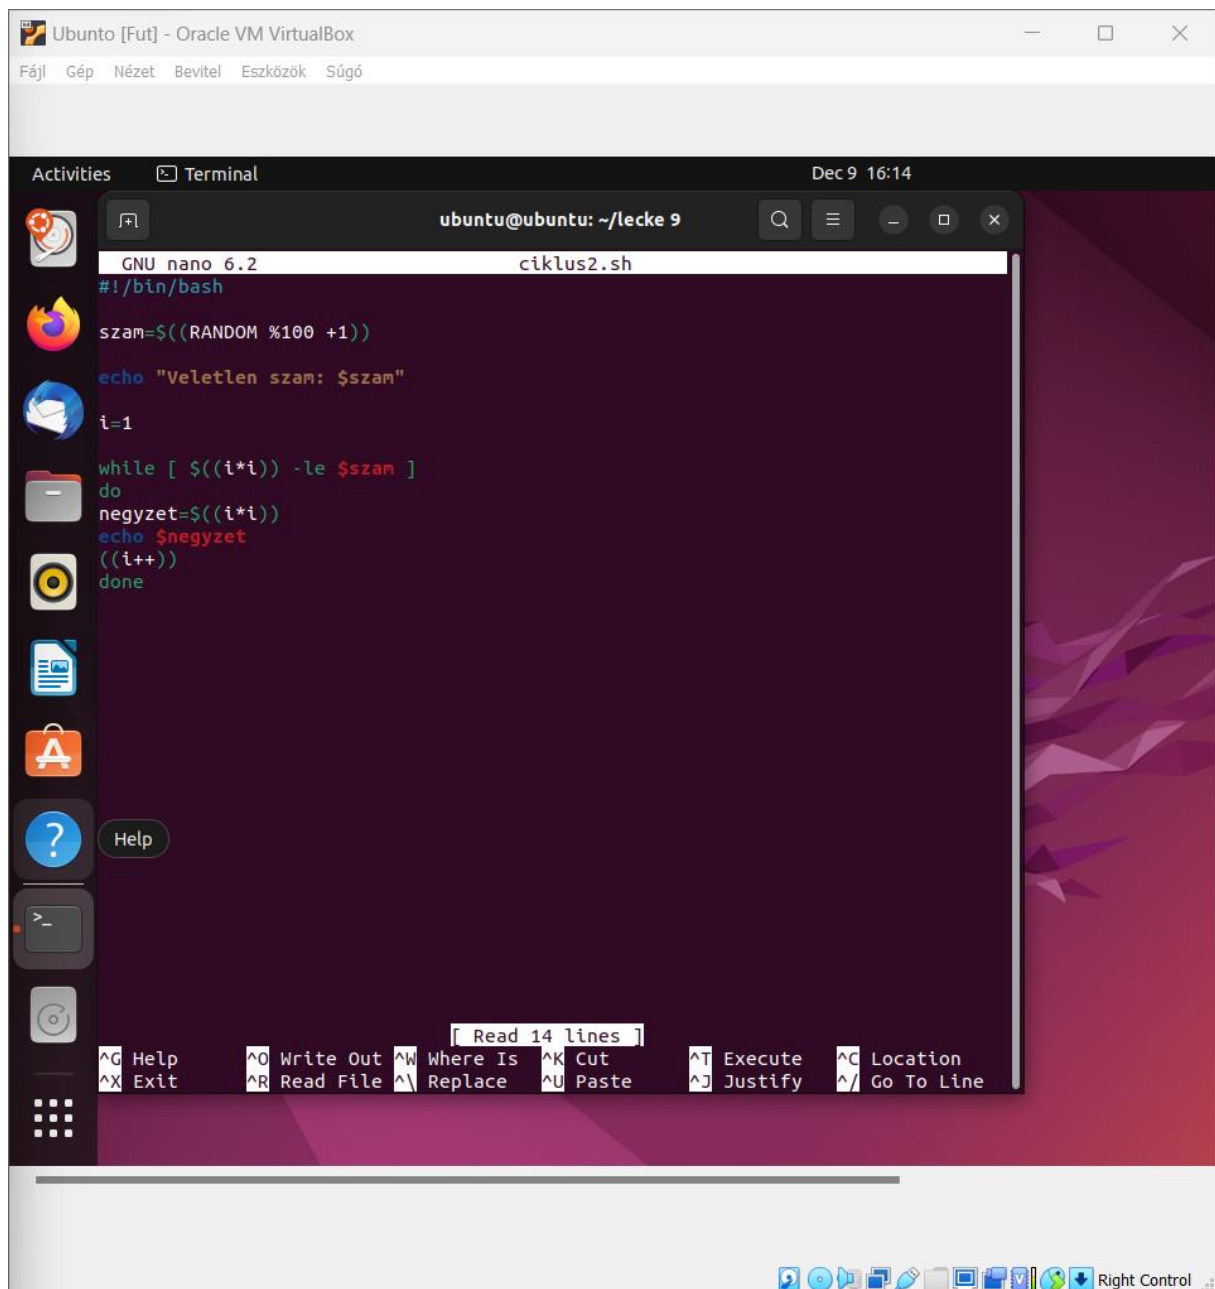 Ubunto [Fut] - Oracle VM VirtualBox
Fájl Gép Nézet Bevitel Eszközök Súgó
Activities Terminal Dec 9 16:14
ubuntu@ubuntu: ~/lecke 9
GNU nano 6.2 ciklus2.sh
#!/bin/bash
szam=$((RANDOM %100 +1))
echo "Veletlen szam: $szam"
i=1
while [ $((i*i)) -le $szam ]
do
negyzet=$((i*i))
echo $negyzet
((i++))
done
Help
[ Read 14 lines ]
^G Help ^O Write Out ^W Where Is ^K Cut ^T Execute ^C Location
^X Exit ^R Read File ^\ Replace ^U Paste ^J Justify ^/ Go To Line
Right Control